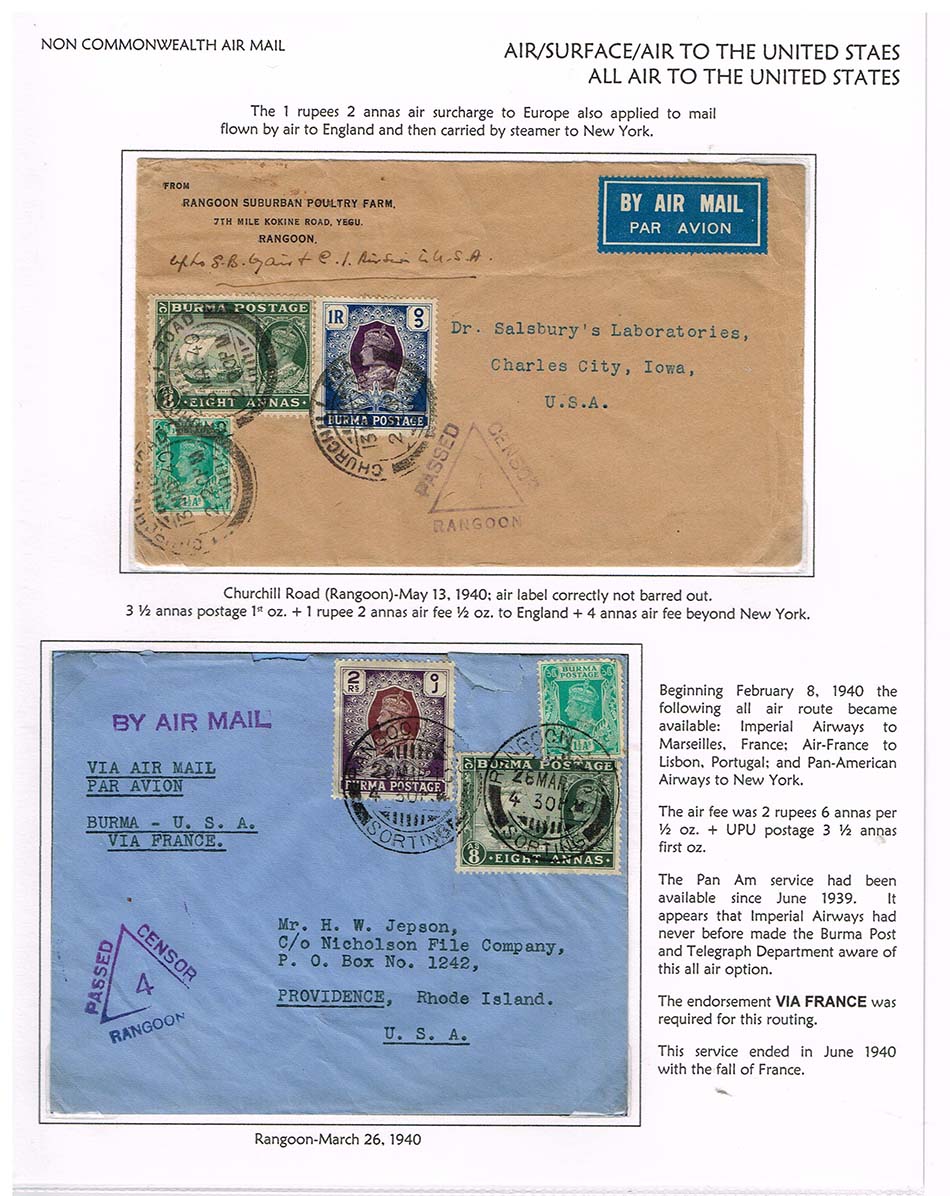 NON COMMONWEALTH AIR MAIL
AIR/SURFACE/AIR TO THE UNITED STAES
ALL AIR TO THE UNITED STATES
The 1 rupees 2 annas air surcharge to Europe also applied to mail
flown by air to England and then carried by steamer to New York.
FROM
RANGOON SUBURBAN POULTRY FARM,
7TH MILE KOKINE ROAD, YEGU.
RANGOON.
U.S.A.
BY AIR MAIL
PAR AVION
BURMA POSTAGE
EIGHT ANNAS
1R
BURMA POSTAGE
1½A
Dr. Salsbury's Laboratories,
Charles City, Iowa,
U.S.A.
PASSED
CENSOR
RANGOON
Churchill Road (Rangoon)-May 13, 1940; air label correctly not barred out.
3 ½ annas postage 1st oz. + 1 rupee 2 annas air fee ½ oz. to England + 4 annas air fee beyond New York.
BY AIR MAIL
VIA AIR MAIL
PAR AVION
BURMA - U. S. A.
VIA FRANCE.
2 RS
BURMA POSTAGE
BURMA POSTAGE
1½A
BURMA POSTAGE
AS 8
EIGHT ANNAS
RANGOON
26 MAR
4 30PM
SORTING
RANGOON
26 MAR
4 30PM
SORTING
PASSED
CENSOR
4
RANGOON
Mr. H. W. Jepson,
C/o Nicholson File Company,
P. O. Box No. 1242,
PROVIDENCE, Rhode Island.
U. S. A.
Rangoon-March 26, 1940
Beginning February 8, 1940 the
following all air route became
available: Imperial Airways to
Marseilles, France; Air-France to
Lisbon, Portugal; and Pan-American
Airways to New York.
The air fee was 2 rupees 6 annas per
½ oz. + UPU postage 3 ½ annas
first oz.
The Pan Am service had been
available since June 1939. It
appears that Imperial Airways had
never before made the Burma Post
and Telegraph Department aware of
this all air option.
The endorsement VIA FRANCE was
required for this routing.
This service ended in June 1940
with the fall of France.